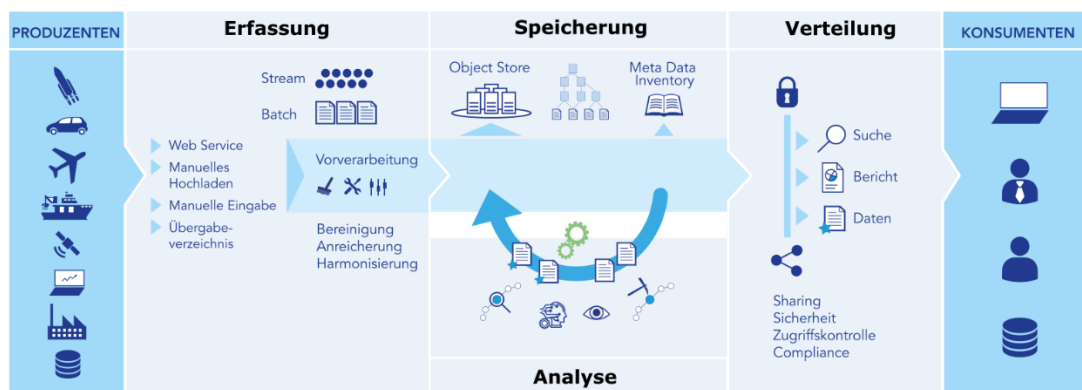 PRODUZENTEN
Erfassung
Stream
Batch
Web Service
Manuelles
Hochladen
Manuelle Eingabe
Übergabe-
verzeichnis
Vorverarbeitung
Bereinigung
Anreicherung
Harmonisierung
Speicherung
Object Store
Meta Data
Inventory
Analyse
Verteilung
Suche
Bericht
Daten
Sharing
Sicherheit
Zugriffskontrolle
Compliance
KONSUMENTEN